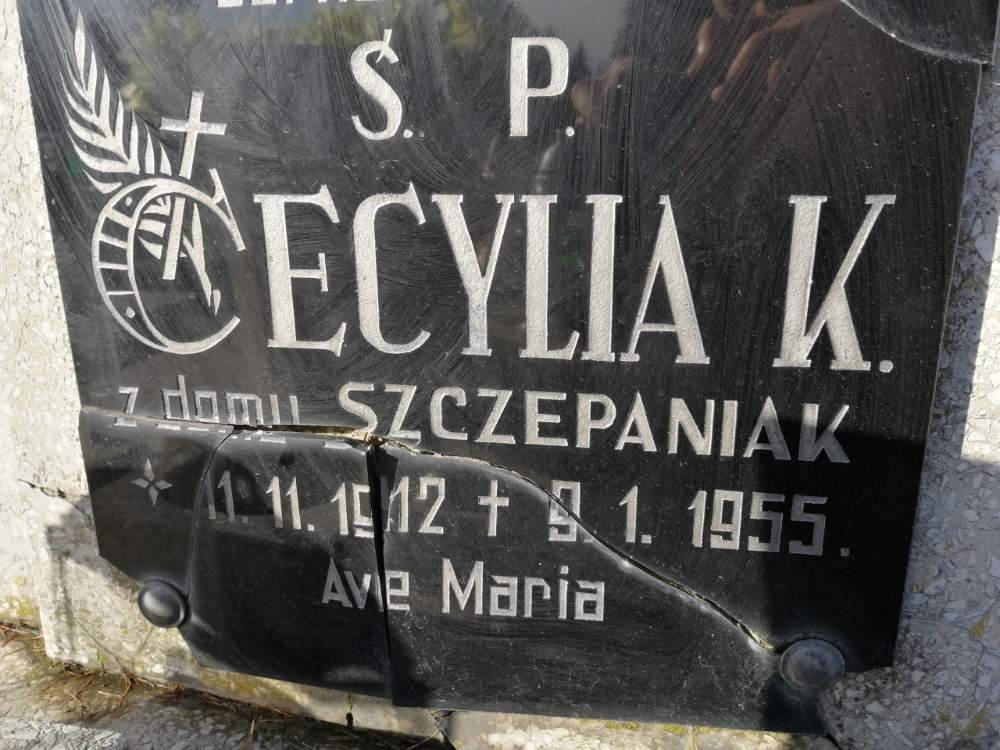 Ś. P.
CECYLIA K.
z domu SZCZEPANIAK
11.11.1912 † 9.1.1955.
Ave Maria